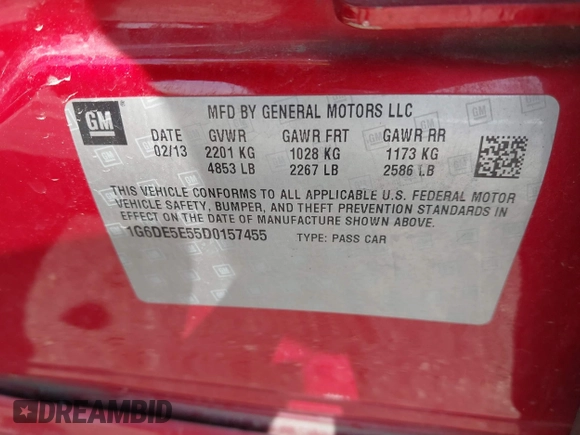 GM
MFD BY GENERAL MOTORS LLC
DATE GVWR GAWR FRT GAWR RR
02/13 2201 KG 1028 KG 1173 KG
4853 LB 2267 LB 2586 LB
THIS VEHICLE CONFORMS TO ALL APPLICABLE U.S. FEDERAL MOTOR
VEHICLE SAFETY, BUMPER, AND THEFT PREVENTION STANDARDS IN
EFFECT ON THE DATE OF MANUFACTURE SHOWN ABOVE.
1G6DE5E55D0157455 TYPE: PASS CAR
DREAMBID